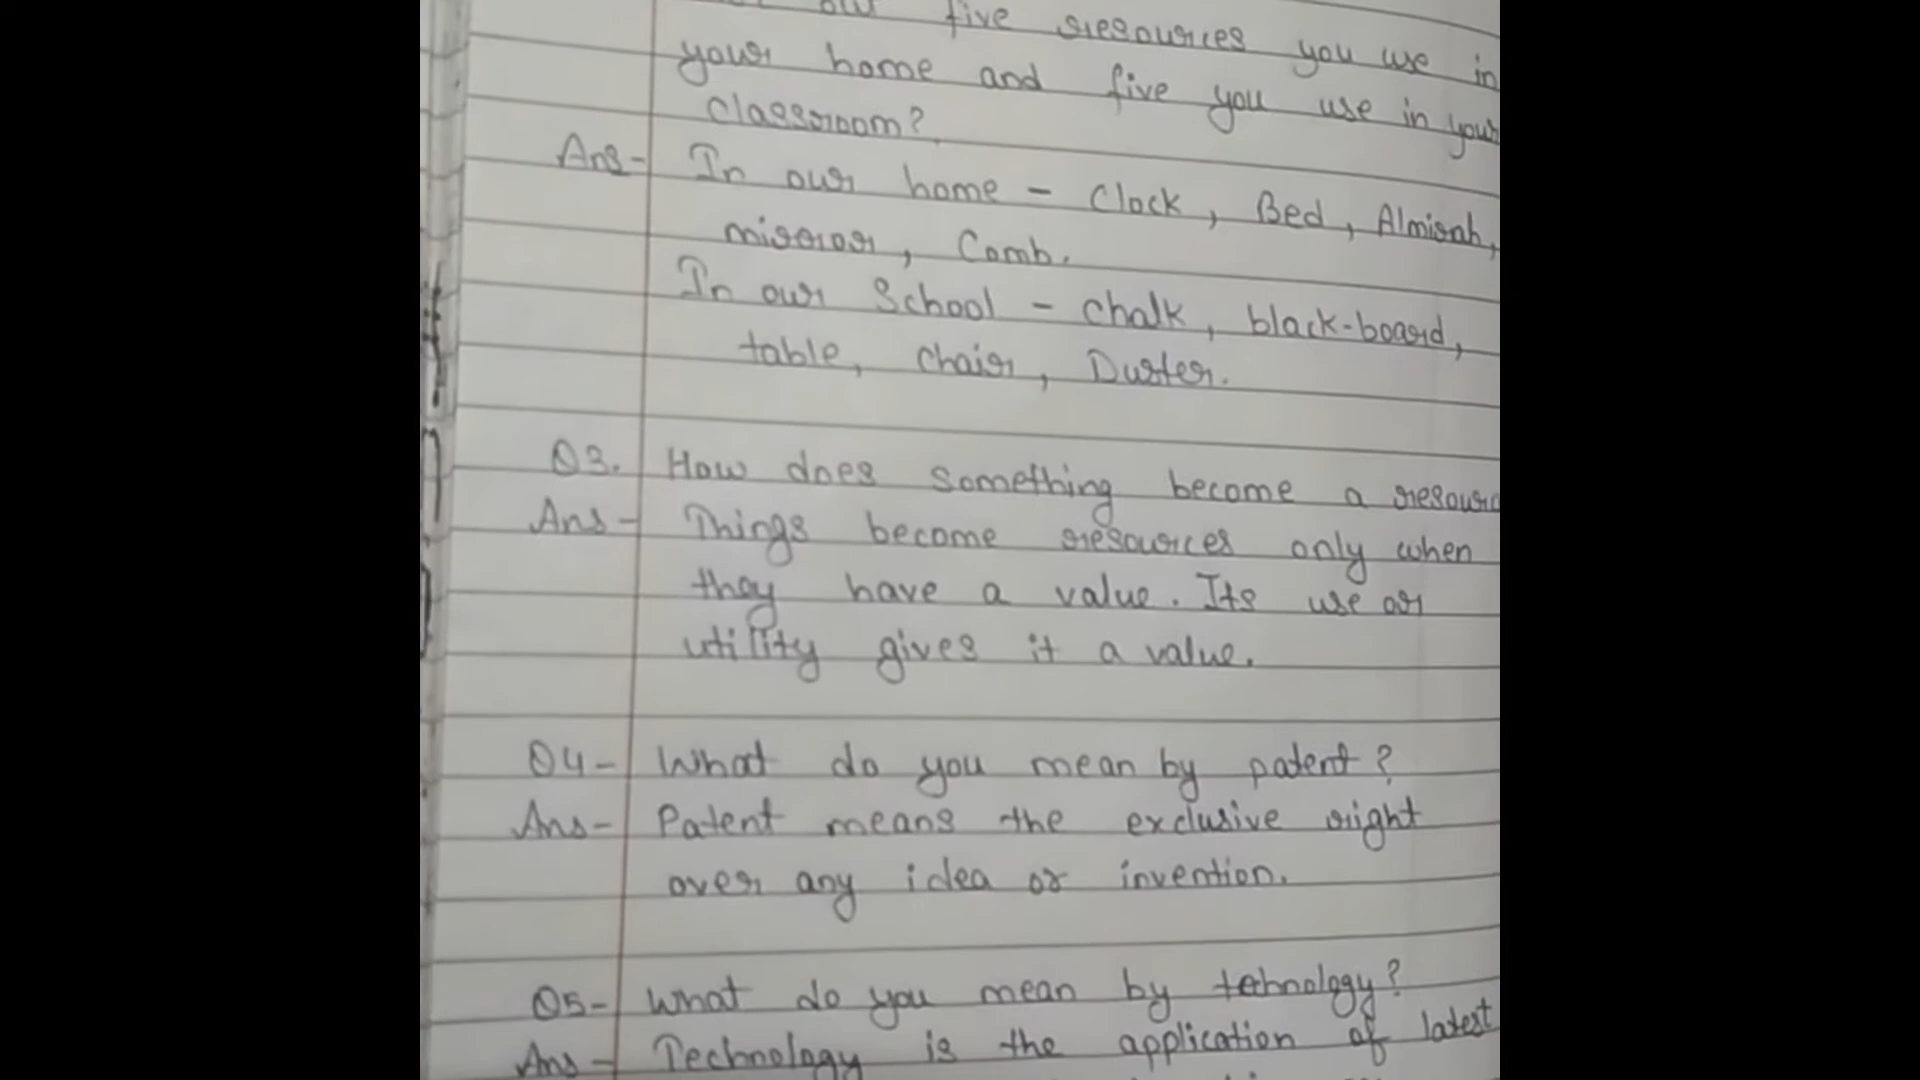 five resources you use in
your home and five you use in your
classroom?
Ans- In our home - Clock, Bed, Almirah,
mirror, Comb.
In our School - chalk, black-board,
table, Chair, Duster.
Q3. How does something become a resourc
Ans- Things become resources only when
they have a value. Its use or
utility gives it a value.
Q4- What do you mean by patent?
Ans- Patent means the exclusive right
over any idea or invention.
Q5- What do you mean by technology?
Ans- Technology is the application of latest